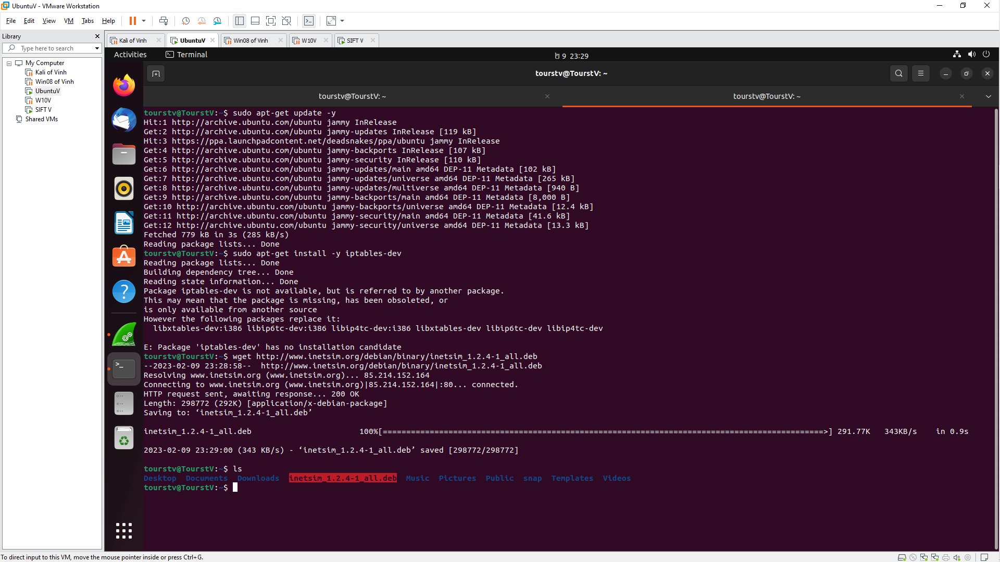 UbuntuV - VMware Workstation
File Edit View VM Tabs Help
Library
Type here to search
My Computer
Kali of Vinh
Win08 of Vinh
UbuntuV
W10V
SIFT V
Shared VMs
Kali of Vinh UbuntuV Win08 of Vinh W10V SIFT V
Activities Terminal 9 23:29
tourstv@TourstV: ~
tourstv@TourstV: ~ tourstv@TourstV: ~
tourstv@TourstV:~$ sudo apt-get update -y
Hit:1 http://archive.ubuntu.com/ubuntu jammy InRelease
Get:2 http://archive.ubuntu.com/ubuntu jammy-updates InRelease [119 kB]
Hit:3 https://ppa.launchpadcontent.net/deadsnakes/ppa/ubuntu jammy InRelease
Get:4 http://archive.ubuntu.com/ubuntu jammy-backports InRelease [107 kB]
Get:5 http://archive.ubuntu.com/ubuntu jammy-security InRelease [110 kB]
Get:6 http://archive.ubuntu.com/ubuntu jammy-updates/main amd64 DEP-11 Metadata [102 kB]
Get:7 http://archive.ubuntu.com/ubuntu jammy-updates/universe amd64 DEP-11 Metadata [265 kB]
Get:8 http://archive.ubuntu.com/ubuntu jammy-updates/multiverse amd64 DEP-11 Metadata [940 B]
Get:9 http://archive.ubuntu.com/ubuntu jammy-backports/main amd64 DEP-11 Metadata [8,000 B]
Get:10 http://archive.ubuntu.com/ubuntu jammy-backports/universe amd64 DEP-11 Metadata [12.4 kB]
Get:11 http://archive.ubuntu.com/ubuntu jammy-security/main amd64 DEP-11 Metadata [41.6 kB]
Get:12 http://archive.ubuntu.com/ubuntu jammy-security/universe amd64 DEP-11 Metadata [13.3 kB]
Fetched 779 kB in 3s (285 kB/s)
Reading package lists... Done
tourstv@TourstV:~$ sudo apt-get install -y iptables-dev
Reading package lists... Done
Building dependency tree... Done
Reading state information... Done
Package iptables-dev is not available, but is referred to by another package.
This may mean that the package is missing, has been obsoleted, or
is only available from another source
However the following packages replace it:
libxtables-dev:i386 libip6tc-dev:i386 libip4tc-dev:i386 libxtables-dev libip6tc-dev libip4tc-dev
E: Package 'iptables-dev' has no installation candidate
tourstv@TourstV:~$ wget http://www.inetsim.org/debian/binary/inetsim_1.2.4-1_all.deb
--2023-02-09 23:28:58-- http://www.inetsim.org/debian/binary/inetsim_1.2.4-1_all.deb
Resolving www.inetsim.org (www.inetsim.org)... 85.214.152.164
Connecting to www.inetsim.org (www.inetsim.org)|85.214.152.164|:80... connected.
HTTP request sent, awaiting response... 200 OK
Length: 298772 (292K) [application/x-debian-package]
Saving to: ‘inetsim_1.2.4-1_all.deb’
inetsim_1.2.4-1_all.deb 100%[==============================================================================================>] 291.77K 343KB/s in 0.9s
2023-02-09 23:29:00 (343 KB/s) - ‘inetsim_1.2.4-1_all.deb’ saved [298772/298772]
tourstv@TourstV:~$ ls
Desktop Documents Downloads inetsim_1.2.4-1_all.deb Music Pictures Public snap Templates Videos
tourstv@TourstV:~$
To direct input to this VM, move the mouse pointer inside or press Ctrl+G.